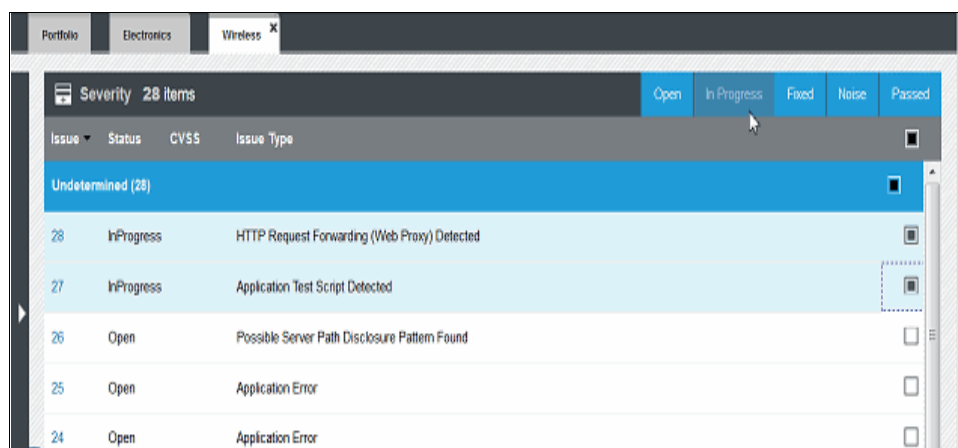 Portfolio Electronics Wireless X
Severity 28 items Open In Progress Fixed Noise Passed
Issue Status CVSS Issue Type
Undetermined (28)
28 InProgress HTTP Request Forwarding (Web Proxy) Detected
27 InProgress Application Test Script Detected
26 Open Possible Server Path Disclosure Pattern Found
25 Open Application Error
24 Open Application Error